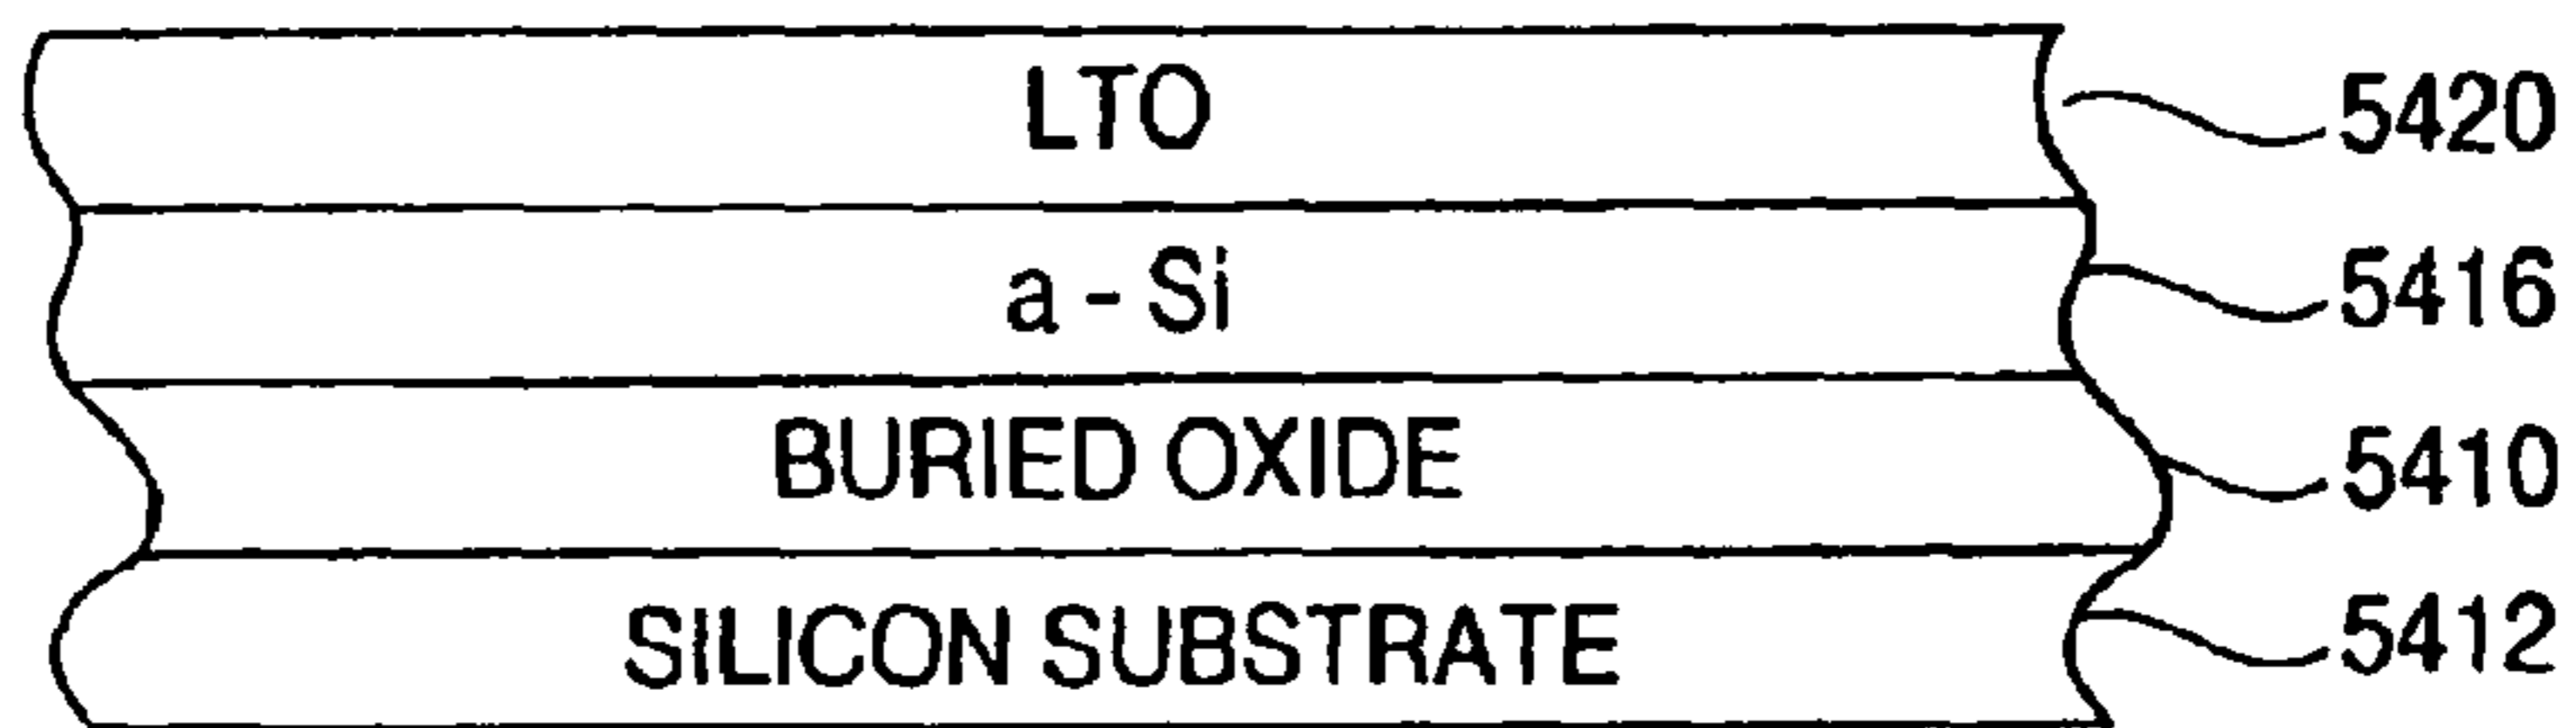 LTO 5420
a - Si 5416
BURIED OXIDE 5410
SILICON SUBSTRATE 5412